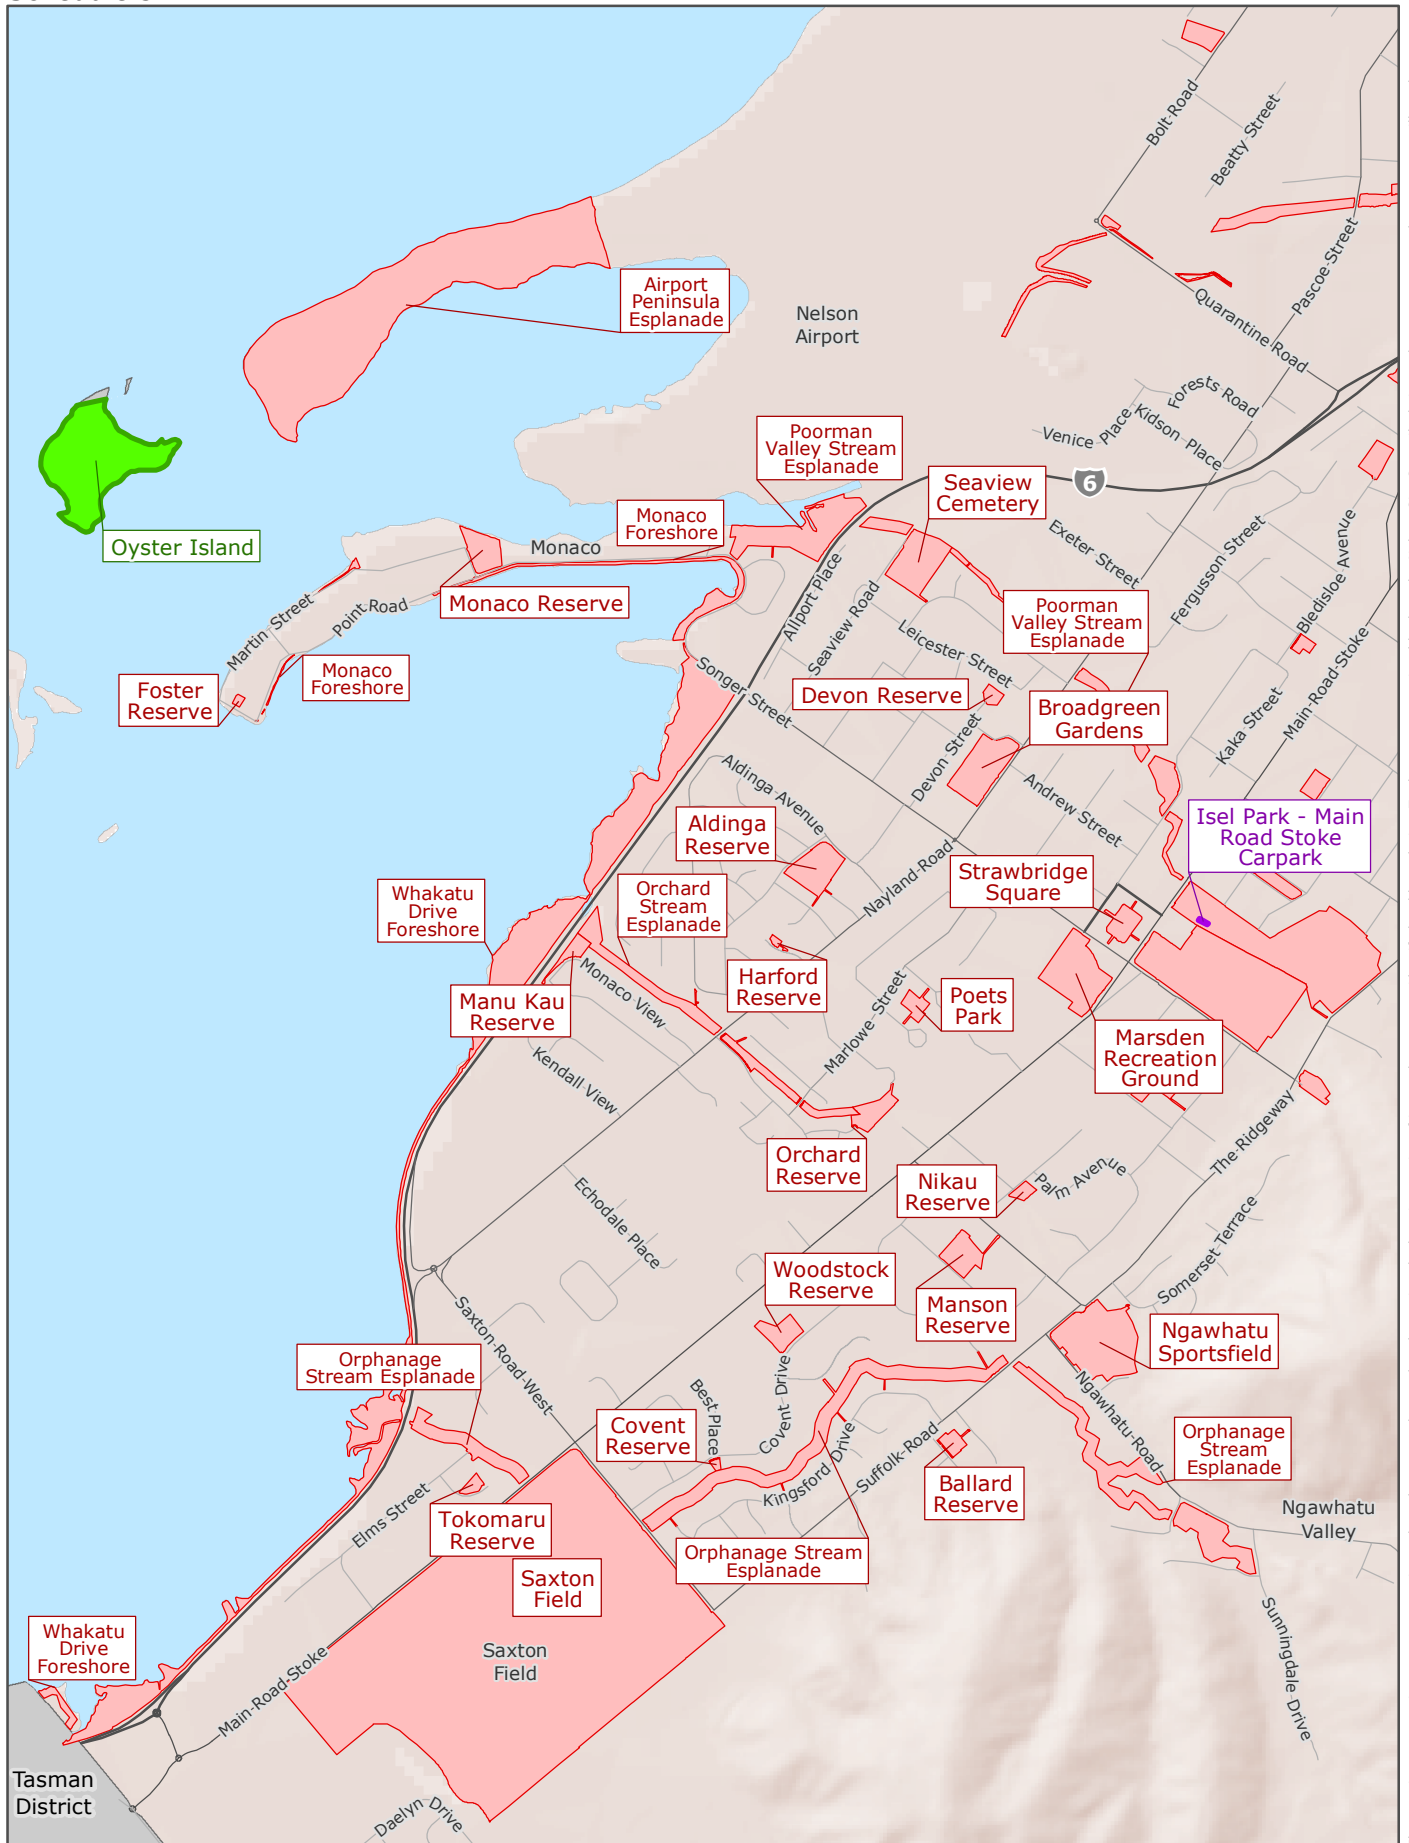 Bolt Road
Beatty Street
Pascoe Street
Airport
Peninsula
Esplanade
Nelson
Airport
Quarantine Road
Forests Road
Venice Place
Kidson Place
Poorman
Valley Stream
Esplanade
6
Seaview
Cemetery
Oyster Island
Monaco
Foreshore
Monaco
Exeter Street
Fergusson Street
Bledisloe Avenue
Monaco Reserve
Martin Street
Point Road
Allport Place
Seaview Road
Poorman
Valley Stream
Esplanade
Leicester Street
Main Road Stoke
Foster
Reserve
Monaco
Foreshore
Songer Street
Devon Reserve
Broadgreen
Gardens
Kaka Street
Devon Street
Aldinga Avenue
Andrew Street
Aldinga
Reserve
Isel Park - Main
Road Stoke
Carpark
Nayland Road
Strawbridge
Square
Whakatu
Drive
Foreshore
Orchard
Stream
Esplanade
Harford
Reserve
Monaco View
Manu Kau
Reserve
Marlowe Street
Poets
Park
Marsden
Recreation
Ground
Kendall View
Orchard
Reserve
The Ridgeway
Nikau
Reserve
Palm Avenue
Echodale Place
Somerset Terrace
Woodstock
Reserve
Manson
Reserve
Saxton Road West
Ngawhatu
Sportsfield
Orphanage
Stream Esplanade
Best Place
Covent Drive
Ngawhatu Road
Covent
Reserve
Kingsford Drive
Suffolk Road
Orphanage
Stream
Esplanade
Ballard
Reserve
Elms Street
Tokomaru
Reserve
Ngawhatu
Valley
Orphanage Stream
Esplanade
Saxton
Field
Sunningdale Drive
Whakatu
Drive
Foreshore
Saxton
Field
Main Road Stoke
Tasman
District
Daelyn Drive